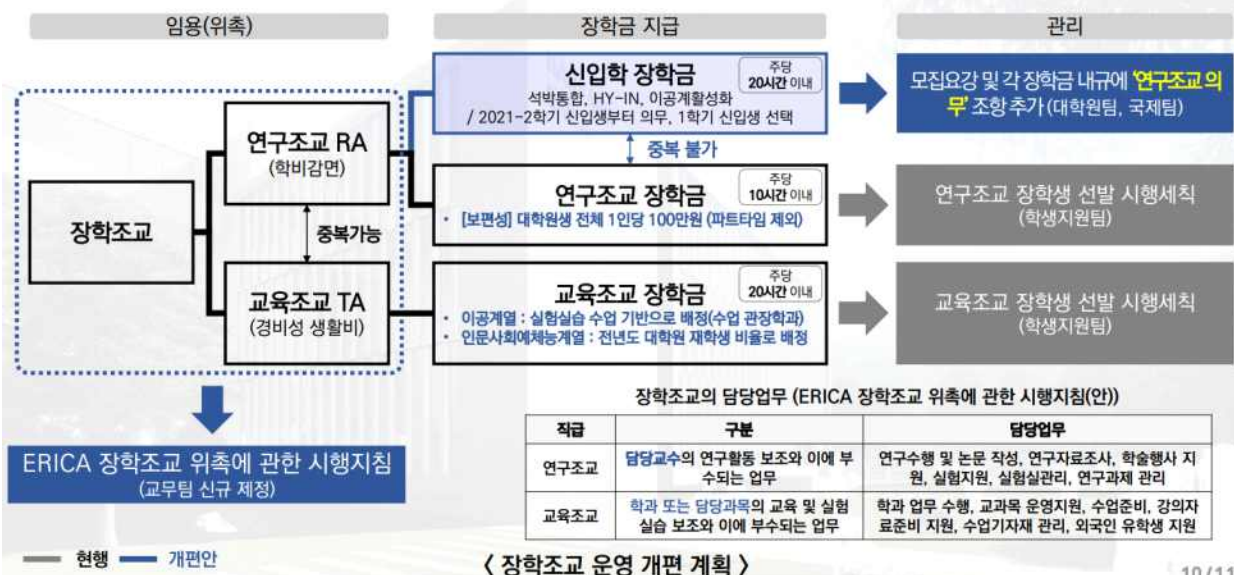 임용(위촉)
장학금 지급
관리
장학조교
연구조교 RA
(학비감면)
중복가능
교육조교 TA
(경비성 생활비)
신입학 장학금
주당
20시간 이내
석박통합, HY-IN, 이공계활성화
/ 2021-2학기 신입생부터 의무, 1학기 신입생 선택
중복 불가
연구조교 장학금
주당
10시간 이내
• [보편성] 대학원생 전체 1인당 100만원 (파트타임 제외)
교육조교 장학금
주당
20시간 이내
• 이공계열 : 실험실습 수업 기반으로 배정(수업 관장학과)
• 인문사회예체능계열 : 전년도 대학원 재학생 비율로 배정
모집요강 및 각 장학금 내규에 '연구조교 의
무' 조항 추가 (대학원팀, 국제팀)
연구조교 장학생 선발 시행세칙
(학생지원팀)
교육조교 장학생 선발 시행세칙
(학생지원팀)
ERICA 장학조교 위촉에 관한 시행지침
(교무팀 신규 제정)
장학조교의 담당업무 (ERICA 장학조교 위촉에 관한 시행지침(안))
직급 구분 담당업무
연구조교
담당교수의 연구활동 보조와 이에 부
수되는 업무
연구수행 및 논문 작성, 연구자료조사, 학술행사 지
원, 실험지원, 실험실관리, 연구과제 관리
교육조교
학과 또는 담당과목의 교육 및 실험
실습 보조와 이에 부수되는 업무
학과 업무 수행, 교과목 운영지원, 수업준비, 강의자
료준비 지원, 수업기자재 관리, 외국인 유학생 지원
현행 개편안
< 장학조교 운영 개편 계획 >
10/11